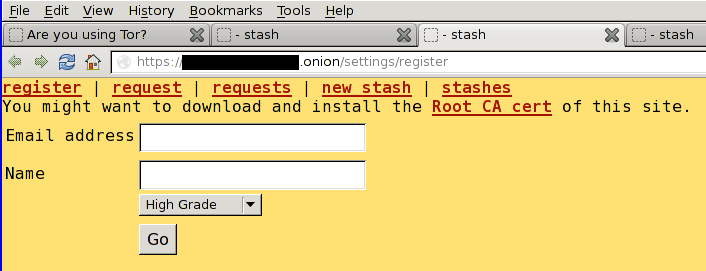 File Edit View History Bookmarks Tools Help
Are you using Tor? - stash - stash - stash
https:// .onion/settings/register
register | request | requests | new stash | stashes
You might want to download and install the Root CA cert of this site.
Email address
Name
High Grade
Go